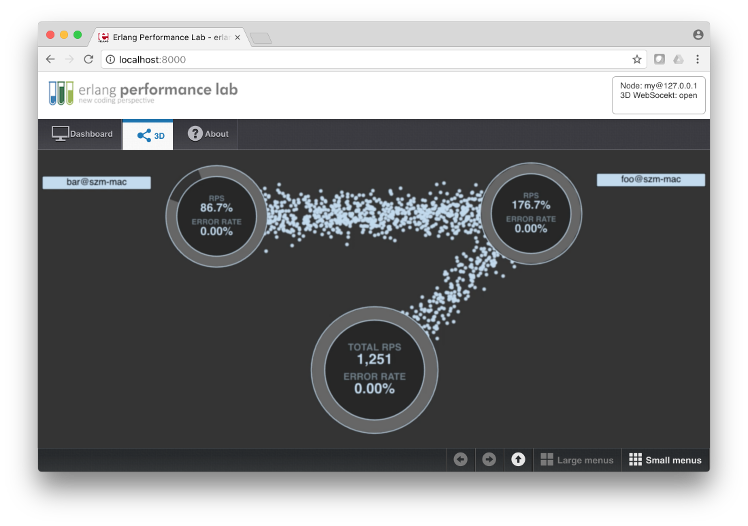 Erlang Performance Lab - erlan
localhost:8000
erlang performance lab
new coding perspective
Node: my@127.0.0.1
3D WebSocekt: open
Dashboard
3D
? About
bar@szm-mac
foo@szm-mac
RPS
86.7%
ERROR RATE
0.00%
RPS
176.7%
ERROR RATE
0.00%
TOTAL RPS
1,251
ERROR RATE
0.00%
Large menus
Small menus